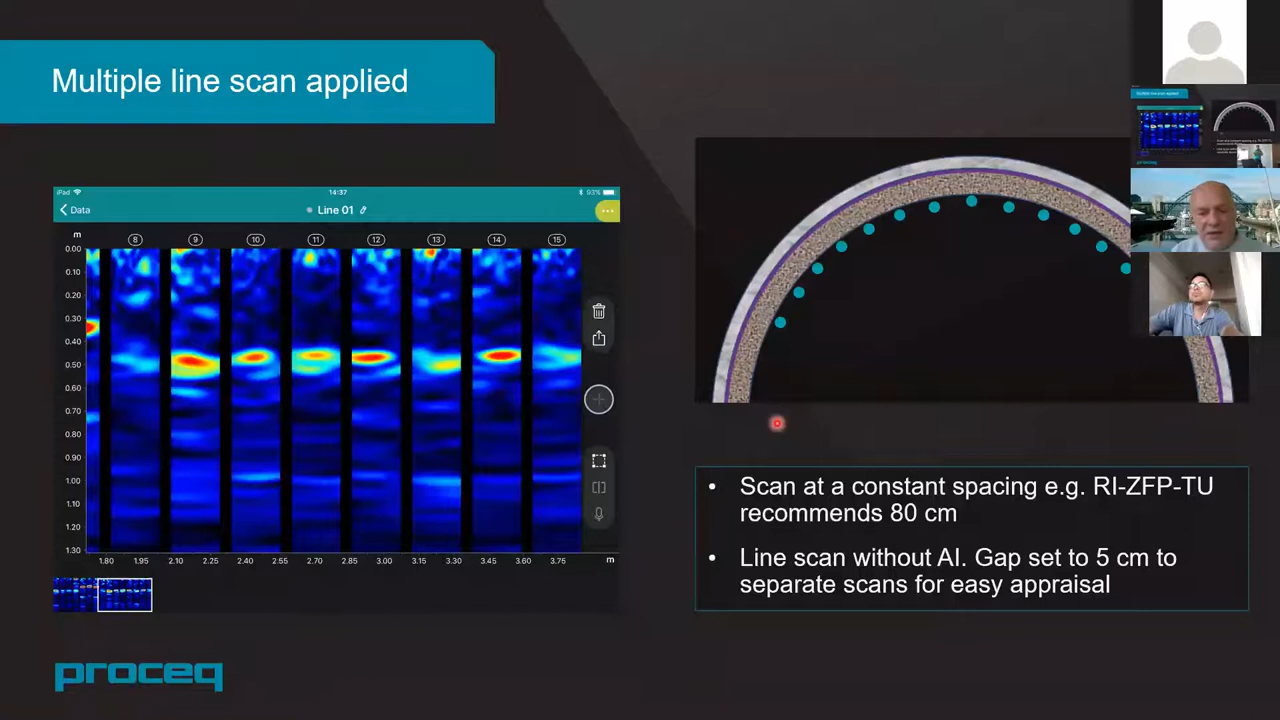 Multiple line scan applied
iPad
14:37
93%
Data
Line 01
m
8 9 10 11 12 13 14 15
0.00
0.10
0.20
0.30
0.40
0.50
0.60
0.70
0.80
0.90
1.00
1.10
1.20
1.30
1.80 1.95 2.10 2.25 2.40 2.55 2.70 2.85 3.00 3.15 3.30 3.45 3.60 3.75 m
• Scan at a constant spacing e.g. RI-ZFP-TU
recommends 80 cm
• Line scan without AI. Gap set to 5 cm to
separate scans for easy appraisal
proceq